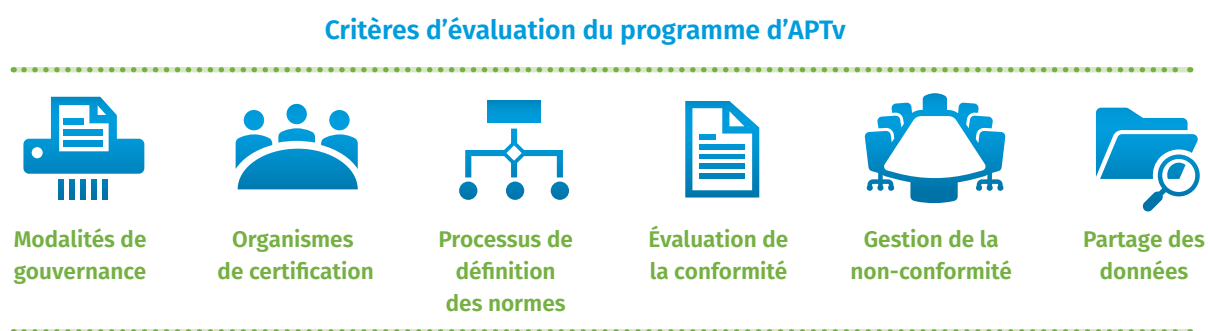 Critères d’évaluation du programme d’APTv
Modalités de
gouvernance
Organismes
de certification
Processus de
définition
des normes
Évaluation de
la conformité
Gestion de la
non-conformité
Partage des
données